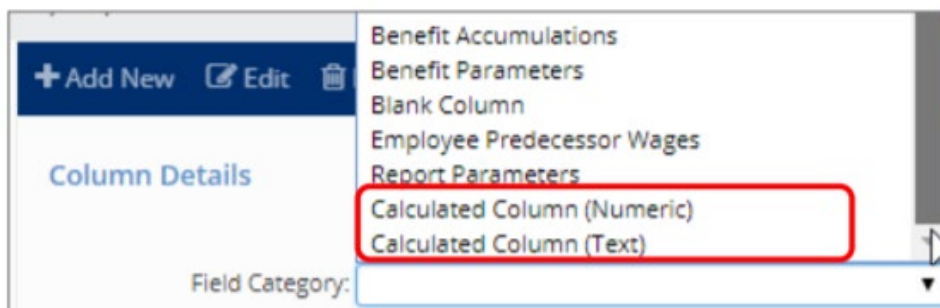 Benefit Accumulations
Benefit Parameters
Blank Column
Employee Predecessor Wages
Report Parameters
Calculated Column (Numeric)
Calculated Column (Text)
Add New Edit
Column Details
Field Category: